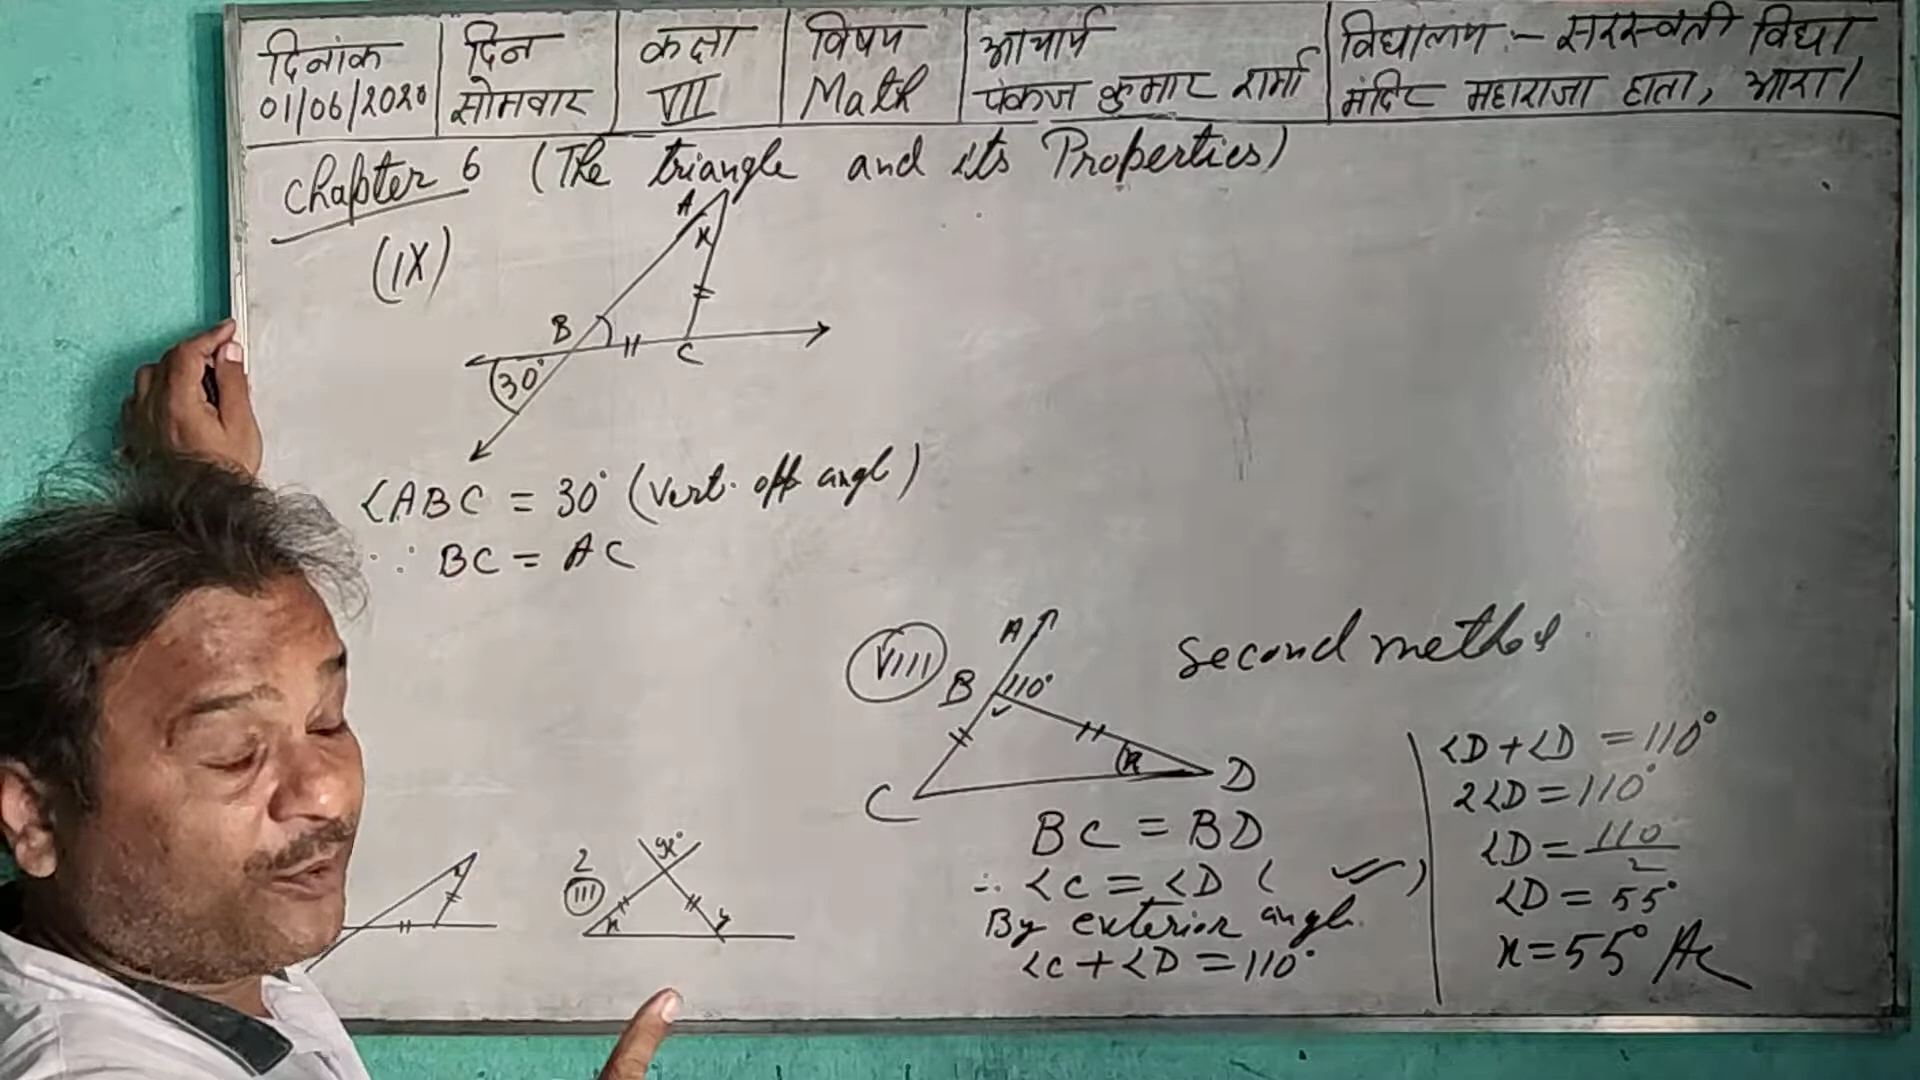 दिनांक
01/06/2020
दिन
सोमवार
कक्षा
VII
विषय
Math
आचार्य
पंकज कुमार शर्मा
विद्यालय :- सरस्वती विद्या
मंदिर महाराजा हाता, आरा।
Chapter 6 (The triangle and its Properties)
(IX)
A
x
B
C
30°
∠ABC = 30° (Vert. opp angl)
∵ BC = AC
VIII
A
B 110°
x
C
D
BC = BD
∴ ∠C = ∠D ( )
By exterior angle
∠C + ∠D = 110°
Second method
∠D + ∠D = 110°
2∠D = 110°
∠D = 110/2
∠D = 55°
x = 55°
2
III
x
y